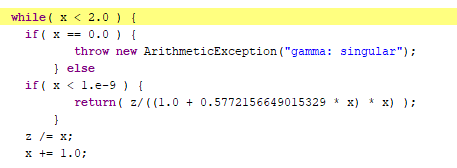 while( x < 2.0 ) {
if( x == 0.0 ) {
throw new ArithmeticException("gamma: singular");
} else
if( x < 1.e-9 ) {
return( z/((1.0 + 0.5772156649015329 * x) * x) );
}
z /= x;
x += 1.0;